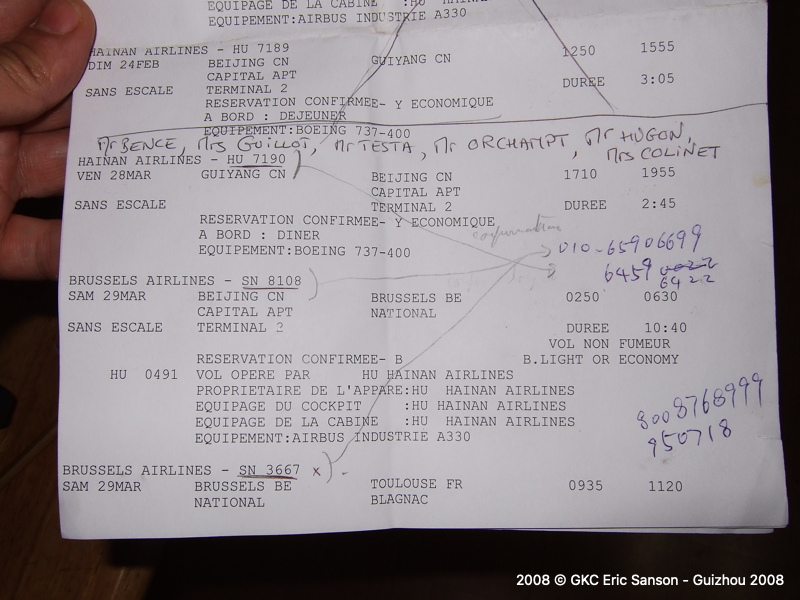 EQUIPAGE DE LA CABINE :HU HAINAN
EQUIPEMENT:AIRBUS INDUSTRIE A330
HAINAN AIRLINES - HU 7189
DIM 24FEB BEIJING CN GUIYANG CN 1250 1555
CAPITAL APT
SANS ESCALE TERMINAL 2 DUREE 3:05
RESERVATION CONFIRMEE- Y ECONOMIQUE
A BORD : DEJEUNER
EQUIPEMENT:BOEING 737-400
Mr BENCE, Mrs GUILLOT, Mr TESTA, Mr ORCHAMPT, Mr HUGON,
Mrs COLINET
HAINAN AIRLINES - HU 7190
VEN 28MAR GUIYANG CN BEIJING CN 1710 1955
CAPITAL APT
SANS ESCALE TERMINAL 2 DUREE 2:45
RESERVATION CONFIRMEE- Y ECONOMIQUE
A BORD : DINER
EQUIPEMENT:BOEING 737-400
010-65906699
6459 0022
6422
BRUSSELS AIRLINES - SN 8108
SAM 29MAR BEIJING CN BRUSSELS BE 0250 0630
CAPITAL APT NATIONAL
SANS ESCALE TERMINAL 2 DUREE 10:40
VOL NON FUMEUR
RESERVATION CONFIRMEE- B B.LIGHT OR ECONOMY
HU 0491 VOL OPERE PAR HU HAINAN AIRLINES
PROPRIETAIRE DE L'APPARE:HU HAINAN AIRLINES
EQUIPAGE DU COCKPIT :HU HAINAN AIRLINES
EQUIPAGE DE LA CABINE :HU HAINAN AIRLINES
EQUIPEMENT:AIRBUS INDUSTRIE A330
8008768999
950718
BRUSSELS AIRLINES - SN 3667 x
SAM 29MAR BRUSSELS BE TOULOUSE FR 0935 1120
NATIONAL BLAGNAC
2008 © GKC Eric Sanson - Guizhou 2008